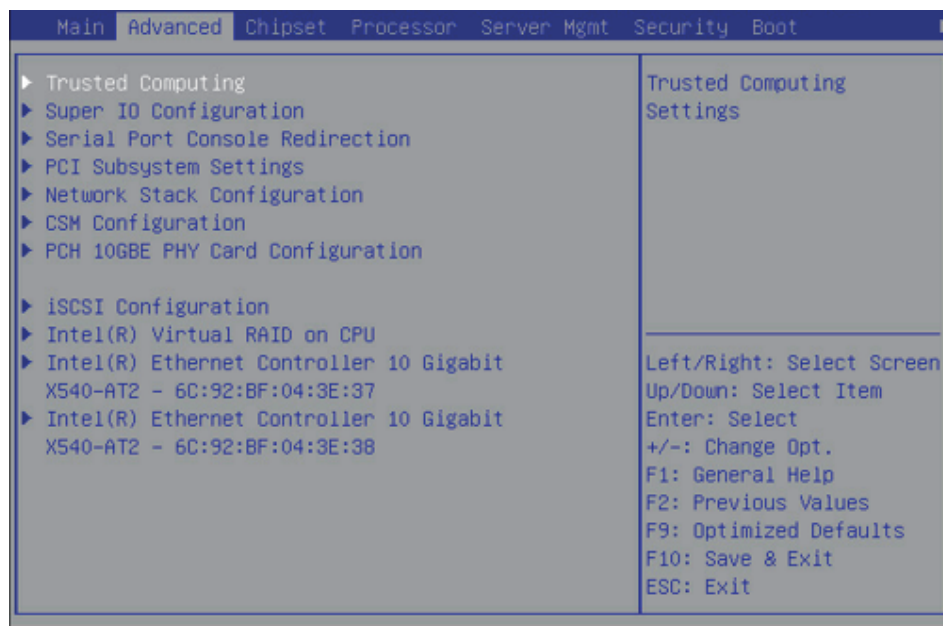 Main Advanced Chipset Processor Server Mgmt Security Boot
Trusted Computing
Super IO Configuration
Serial Port Console Redirection
PCI Subsystem Settings
Network Stack Configuration
CSM Configuration
PCH 10GBE PHY Card Configuration
iSCSI Configuration
Intel(R) Virtual RAID on CPU
Intel(R) Ethernet Controller 10 Gigabit
X540-AT2 - 6C:92:BF:04:3E:37
Intel(R) Ethernet Controller 10 Gigabit
X540-AT2 - 6C:92:BF:04:3E:38
Trusted Computing
Settings
Left/Right: Select Screen
Up/Down: Select Item
Enter: Select
+/-: Change Opt.
F1: General Help
F2: Previous Values
F9: Optimized Defaults
F10: Save & Exit
ESC: Exit